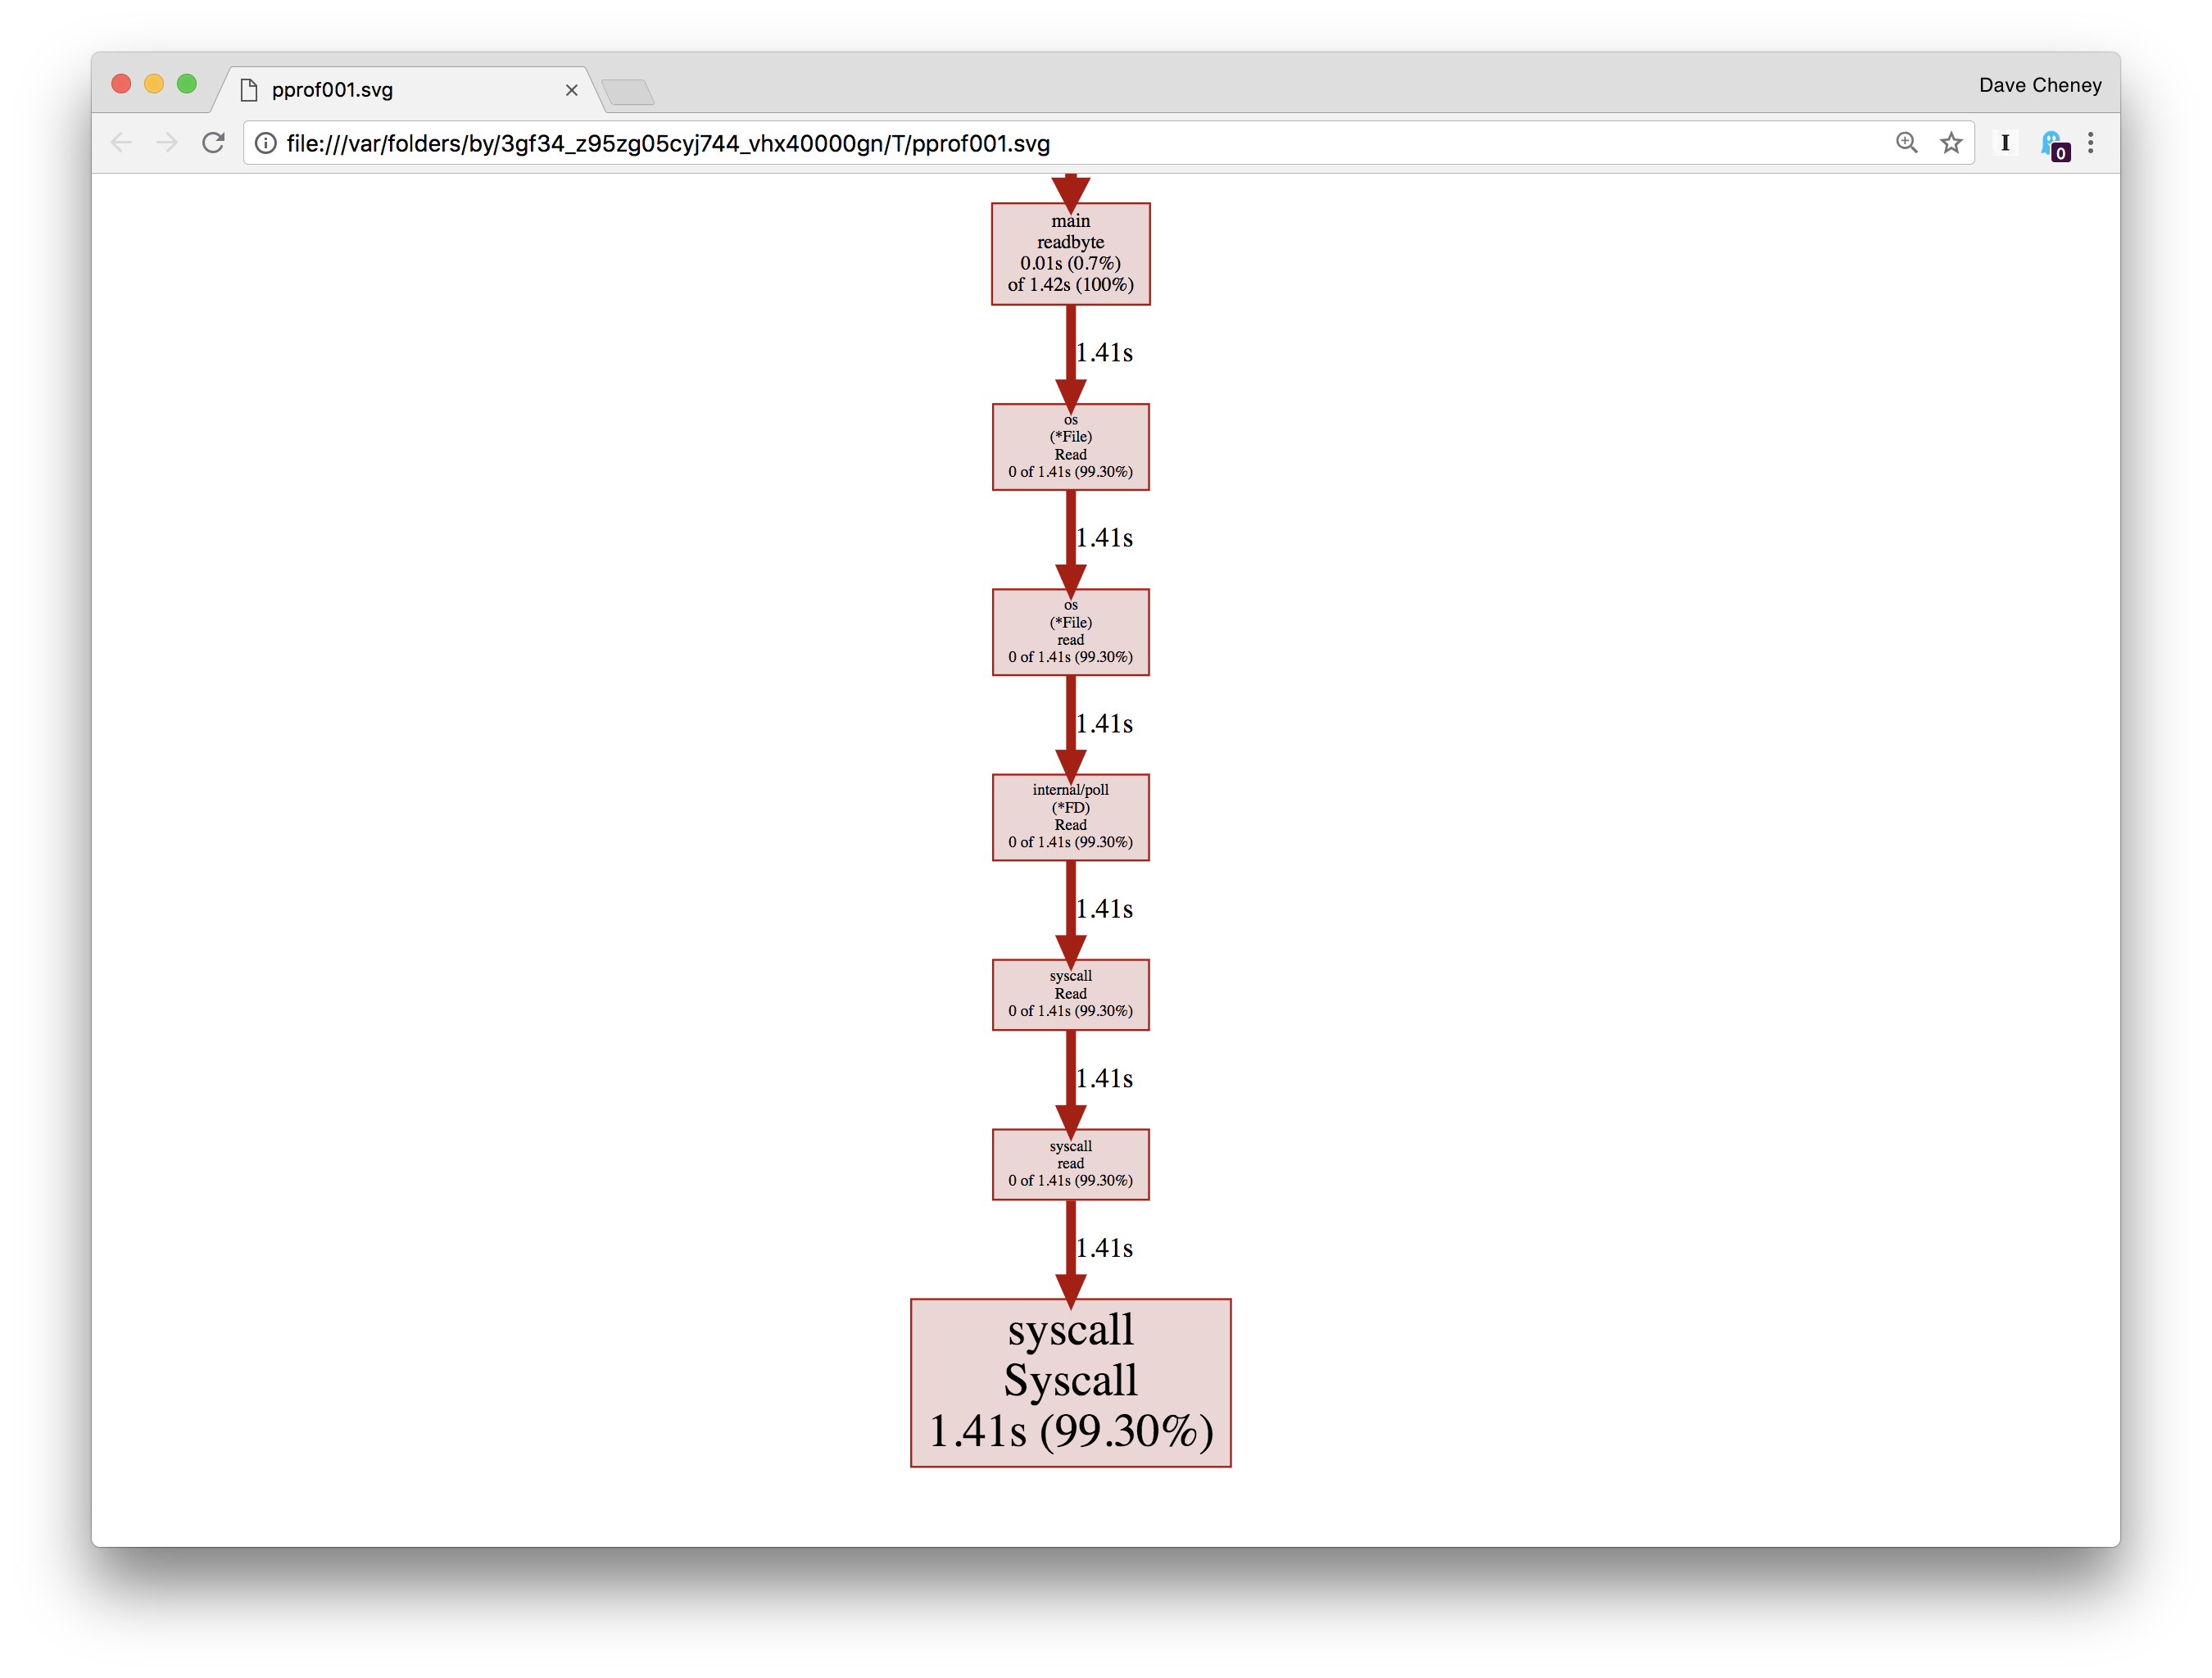 pprof001.svg
Dave Cheney
file:///var/folders/by/3gf34_z95zg05cyj744_vhx40000gn/T/pprof001.svg
I
0
main
readbyte
0.01s (0.7%)
of 1.42s (100%)
1.41s
os
(*File)
Read
0 of 1.41s (99.30%)
1.41s
os
(*File)
read
0 of 1.41s (99.30%)
1.41s
internal/poll
(*FD)
Read
0 of 1.41s (99.30%)
1.41s
syscall
Read
0 of 1.41s (99.30%)
1.41s
syscall
read
0 of 1.41s (99.30%)
1.41s
syscall
Syscall
1.41s (99.30%)